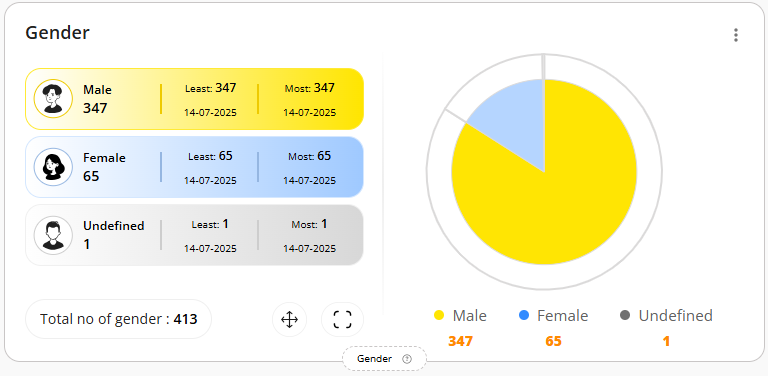 Gender
Male
347
Least: 347
14-07-2025
Most: 347
14-07-2025
Female
65
Least: 65
14-07-2025
Most: 65
14-07-2025
Undefined
1
Least: 1
14-07-2025
Most: 1
14-07-2025
Total no of gender : 413
Male Female Undefined
347 65 1
Gender ?